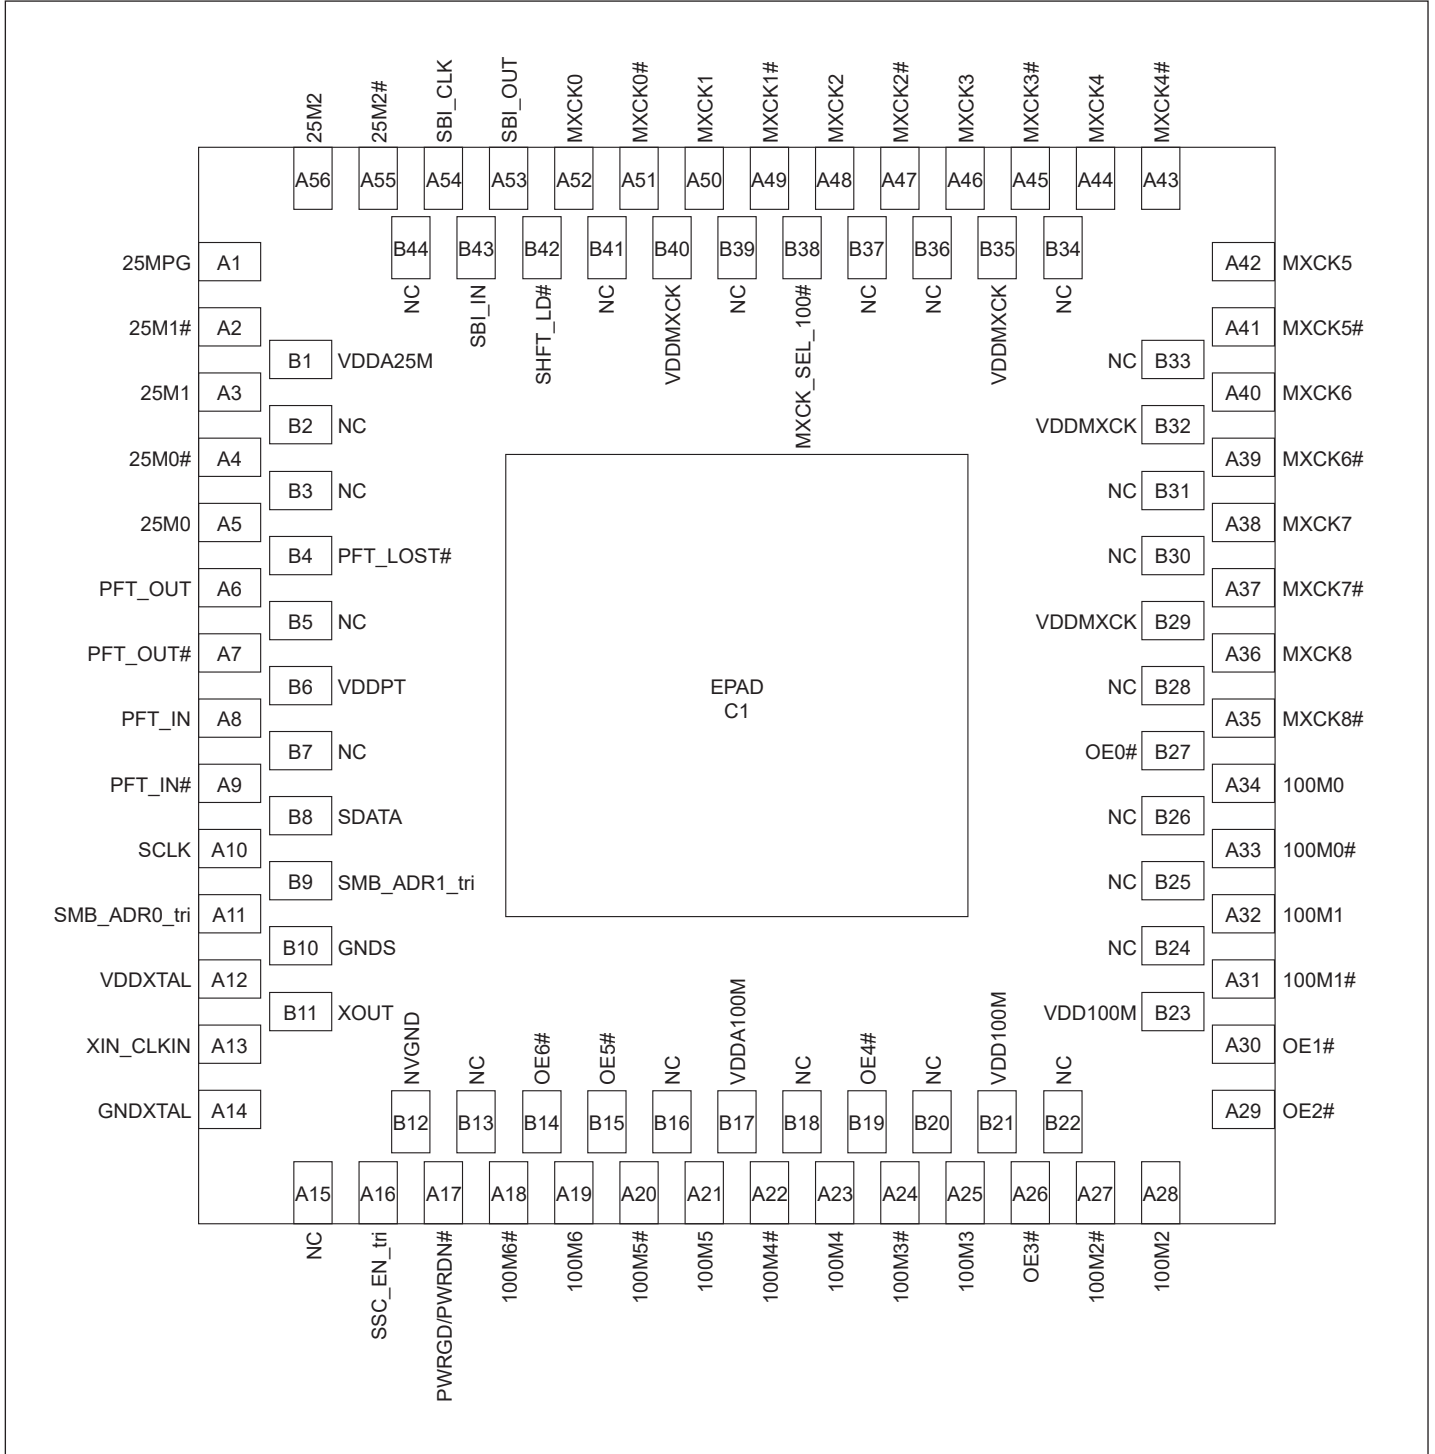 25M2
25M2#
SBI_CLK
SBI_OUT
MXCK0
MXCK0#
MXCK1
MXCK1#
MXCK2
MXCK2#
MXCK3
MXCK3#
MXCK4
MXCK4#
A56
A55
A54
A53
A52
A51
A50
A49
A48
A47
A46
A45
A44
A43
B44
B43
B42
B41
B40
B39
B38
B37
B36
B35
B34
NC
SBI_IN
SHFT_LD#
NC
VDDMXCK
NC
MXCK_SEL_100#
NC
NC
VDDMXCK
NC
25MPG A1
25M1# A2
25M1 A3
25M0# A4
25M0 A5
PFT_OUT A6
PFT_OUT# A7
PFT_IN A8
PFT_IN# A9
SCLK A10
SMB_ADR0_tri A11
VDDXTAL A12
XIN_CLKIN A13
GNDXTAL A14
B1 VDDA25M
B2 NC
B3 NC
B4 PFT_LOST#
B5 NC
B6 VDDPT
B7 NC
B8 SDATA
B9 SMB_ADR1_tri
B10 GNDS
B11 XOUT
EPAD
C1
NC B33
VDDMXCK B32
NC B31
NC B30
VDDMXCK B29
NC B28
OE0# B27
NC B26
NC B25
NC B24
VDD100M B23
A42 MXCK5
A41 MXCK5#
A40 MXCK6
A39 MXCK6#
A38 MXCK7
A37 MXCK7#
A36 MXCK8
A35 MXCK8#
A34 100M0
A33 100M0#
A32 100M1
A31 100M1#
A30 OE1#
A29 OE2#
NVGND
NC
OE6#
OE5#
NC
VDDA100M
NC
OE4#
NC
VDD100M
NC
B12
B13
B14
B15
B16
B17
B18
B19
B20
B21
B22
A15
A16
A17
A18
A19
A20
A21
A22
A23
A24
A25
A26
A27
A28
NC
SSC_EN_tri
PWRGD/PWRDN#
100M6#
100M6
100M5#
100M5
100M4#
100M4
100M3#
100M3
OE3#
100M2#
100M2